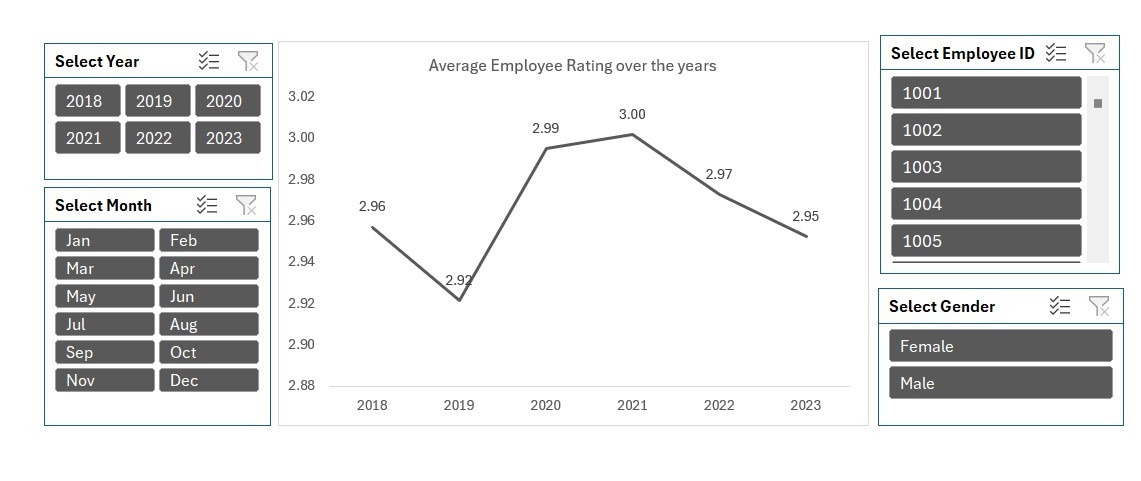 Select Year
2018 2019 2020
2021 2022 2023
Select Month
Jan Feb
Mar Apr
May Jun
Jul Aug
Sep Oct
Nov Dec
Average Employee Rating over the years
3.02
3.00
2.98
2.96
2.94
2.92
2.90
2.88
2.96
2.92
2.99
3.00
2.97
2.95
2018 2019 2020 2021 2022 2023
Select Employee ID
1001
1002
1003
1004
1005
Select Gender
Female
Male